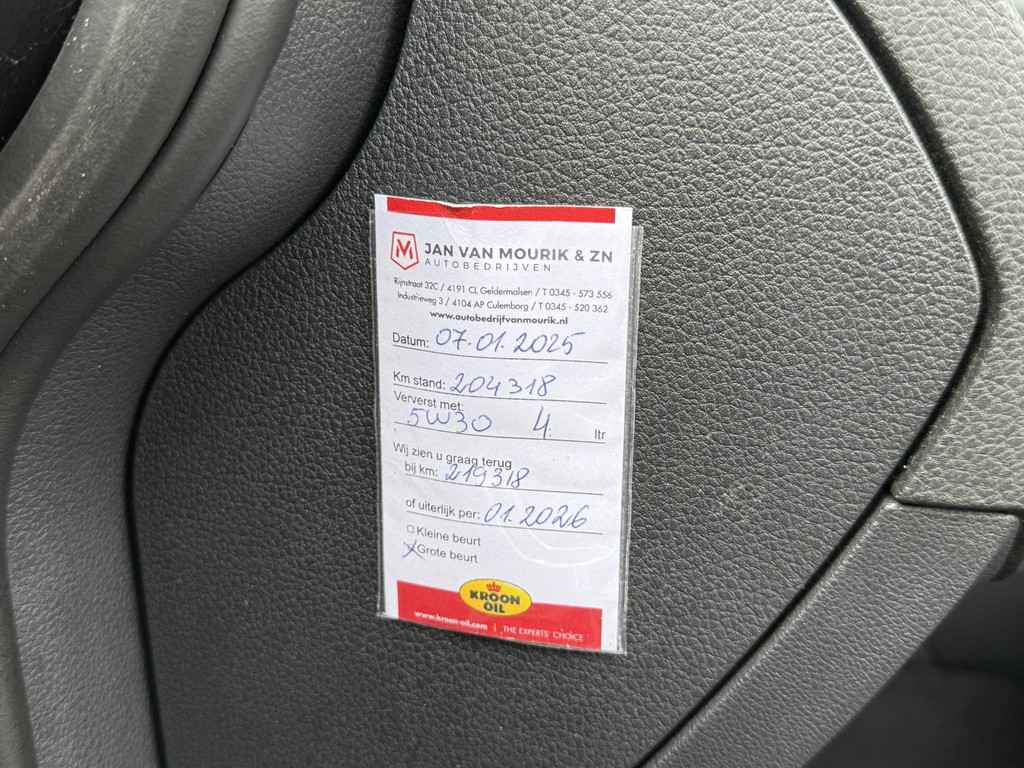 JAN VAN MOURIK & ZN
AUTOBEDRIJVEN
Rijnstraat 32C / 4191 CL Geldermalsen / T 0345 - 573 556
Industrieweg 3 / 4104 AP Culemborg / T 0345 - 520 362
www.autobedrijfvanmourik.nl
Datum: 07.01.2025
Km stand: 204318
Ververst met:
5W30 4 ltr
Wij zien u graag terug
bij km: 219318
of uiterlijk per: 01.2026
Kleine beurt
Grote beurt
KROON
OIL
www.kroon-oil.com | THE EXPERTS' CHOICE